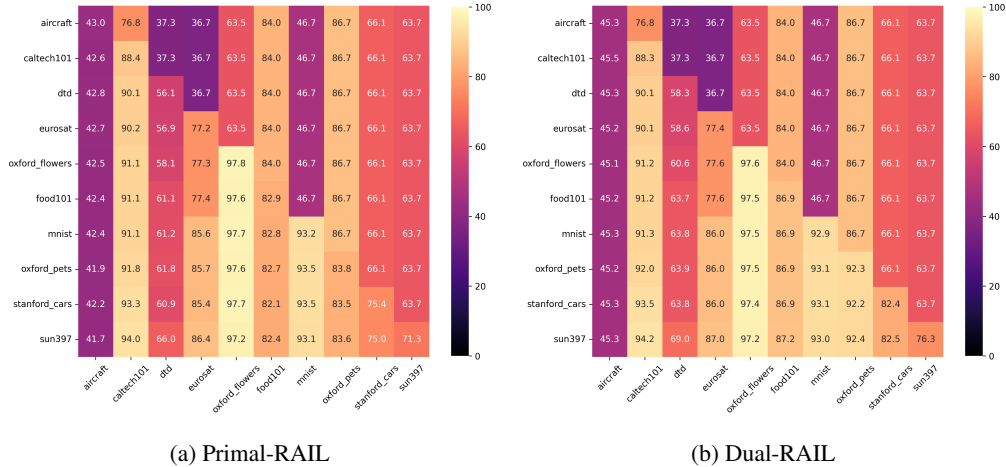 aircraft 43.0 76.8 37.3 36.7 63.5 84.0 46.7 86.7 66.1 63.7
caltech101 42.6 88.4 37.3 36.7 63.5 84.0 46.7 86.7 66.1 63.7
dtd 42.8 90.1 56.1 36.7 63.5 84.0 46.7 86.7 66.1 63.7
eurosat 42.7 90.2 56.9 77.2 63.5 84.0 46.7 86.7 66.1 63.7
oxford_flowers 42.5 91.1 58.1 77.3 97.8 84.0 46.7 86.7 66.1 63.7
food101 42.4 91.1 61.1 77.4 97.6 82.9 46.7 86.7 66.1 63.7
mnist 42.4 91.1 61.2 85.6 97.7 82.8 93.2 86.7 66.1 63.7
oxford_pets 41.9 91.8 61.8 85.7 97.6 82.7 93.5 83.8 66.1 63.7
stanford_cars 42.2 93.3 60.9 85.4 97.7 82.1 93.5 83.5 75.4 63.7
sun397 41.7 94.0 66.0 86.4 97.2 82.4 93.1 83.6 75.0 71.3
aircraft caltech101 dtd eurosat oxford_flowers food101 mnist oxford_pets stanford_cars sun397
100
80
60
40
20
0
(a) Primal-RAIL
aircraft 45.3 76.8 37.3 36.7 63.5 84.0 46.7 86.7 66.1 63.7
caltech101 45.5 88.3 37.3 36.7 63.5 84.0 46.7 86.7 66.1 63.7
dtd 45.3 90.1 58.3 36.7 63.5 84.0 46.7 86.7 66.1 63.7
eurosat 45.2 90.1 58.6 77.4 63.5 84.0 46.7 86.7 66.1 63.7
oxford_flowers 45.1 91.2 60.6 77.6 97.6 84.0 46.7 86.7 66.1 63.7
food101 45.2 91.2 63.7 77.6 97.5 86.9 46.7 86.7 66.1 63.7
mnist 45.3 91.3 63.8 86.0 97.5 86.9 92.9 86.7 66.1 63.7
oxford_pets 45.2 92.0 63.9 86.0 97.5 86.9 93.1 92.3 66.1 63.7
stanford_cars 45.3 93.5 63.8 86.0 97.4 86.9 93.1 92.2 82.4 63.7
sun397 45.3 94.2 69.0 87.0 97.2 87.2 93.0 92.4 82.5 76.3
aircraft caltech101 dtd eurosat oxford_flowers food101 mnist oxford_pets stanford_cars sun397
100
80
60
40
20
0
(b) Dual-RAIL